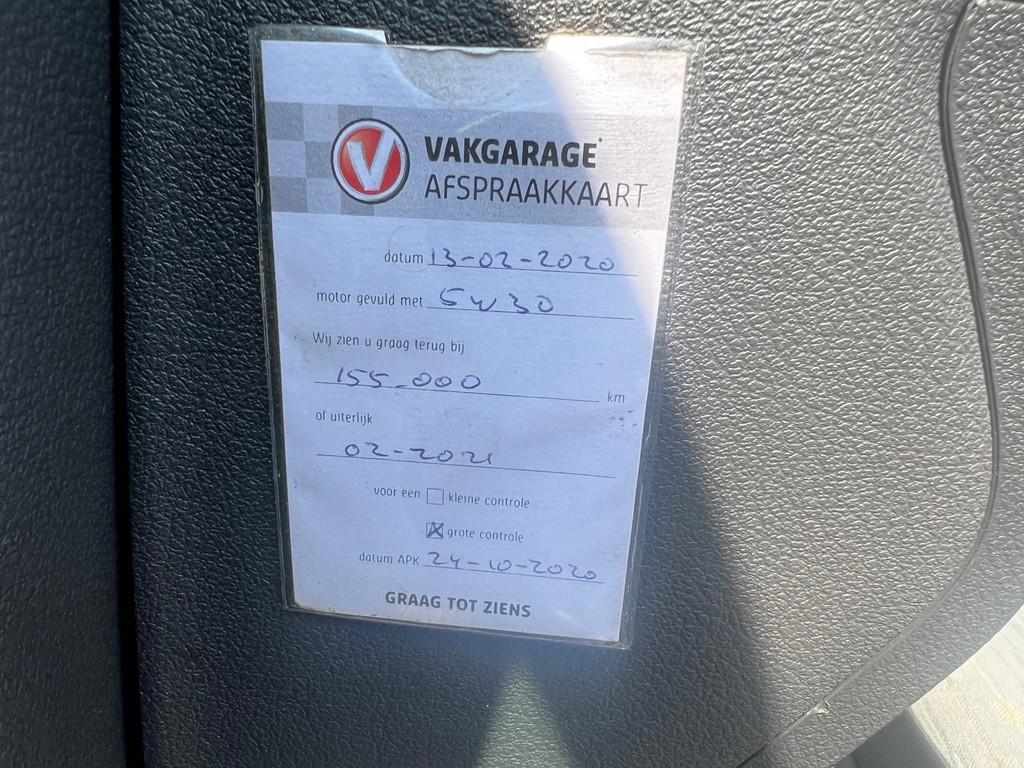 V VAKGARAGE
AFSPRAAKKAART
datum 13-02-2020
motor gevuld met 5w30
Wij zien u graag terug bij
155.000 km
of uiterlijk
02-2021
voor een kleine controle
grote controle
datum APK 24-10-2020
GRAAG TOT ZIENS